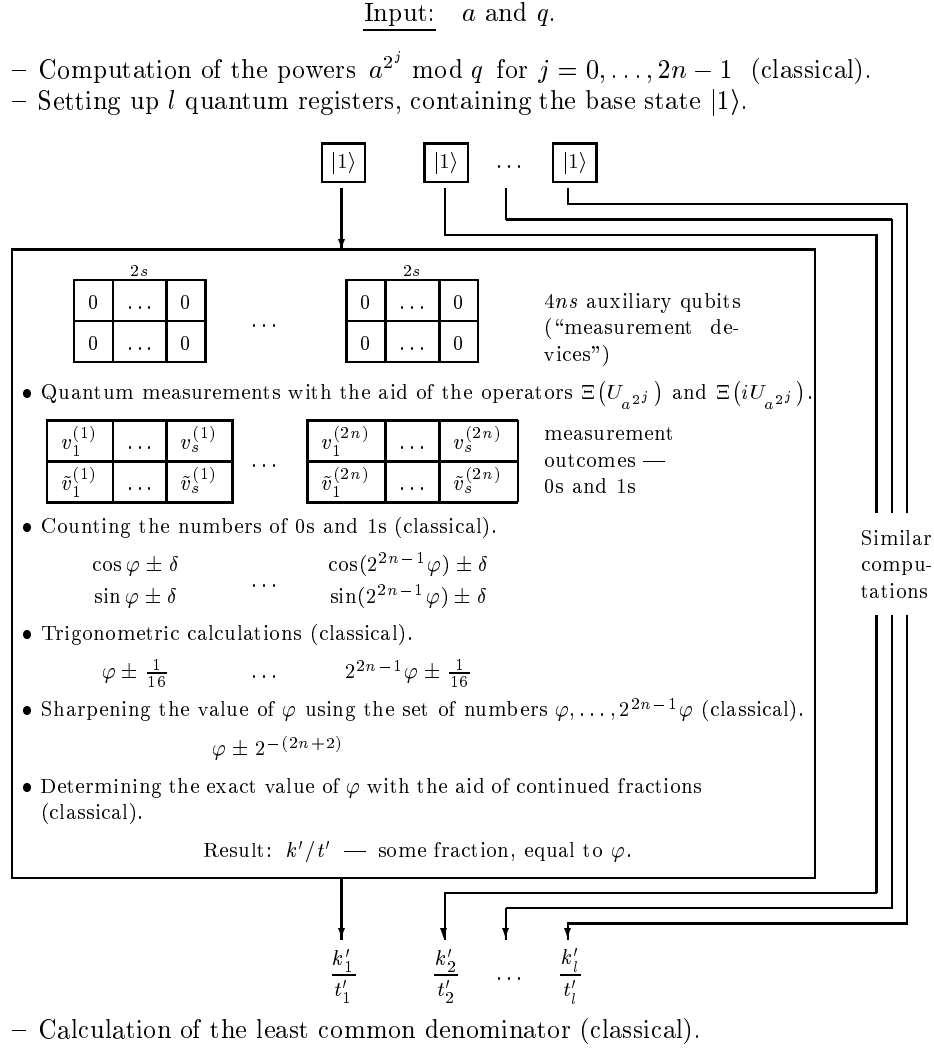 Input: a and q.
– Computation of the powers a^{2^j} mod q for j = 0, . . . , 2n − 1 (classical).
– Setting up l quantum registers, containing the base state |1⟩.
|1⟩ |1⟩ . . . |1⟩
2s 2s
0 . . . 0 . . . 0 . . . 0 4ns auxiliary qubits
(“measurement de-
0 . . . 0 0 . . . 0 vices”)
• Quantum measurements with the aid of the operators Ξ(U_{a^{2^j}}) and Ξ(iU_{a^{2^j}}).
v_1^{(1)} . . . v_s^{(1)} . . . v_1^{(2n)} . . . v_s^{(2n)} measurement
outcomes —
ṽ_1^{(1)} . . . ṽ_s^{(1)} ṽ_1^{(2n)} . . . ṽ_s^{(2n)} 0s and 1s
• Counting the numbers of 0s and 1s (classical).
cos φ ± δ . . . cos(2^{2n−1}φ) ± δ
sin φ ± δ sin(2^{2n−1}φ) ± δ
Similar
compu-
tations
• Trigonometric calculations (classical).
φ ± 1/16 . . . 2^{2n−1}φ ± 1/16
• Sharpening the value of φ using the set of numbers φ, . . . , 2^{2n−1}φ (classical).
φ ± 2^{−(2n+2)}
• Determining the exact value of φ with the aid of continued fractions
(classical).
Result: k′/t′ — some fraction, equal to φ.
k′_1/t′_1 k′_2/t′_2 . . . k′_l/t′_l
– Calculation of the least common denominator (classical).